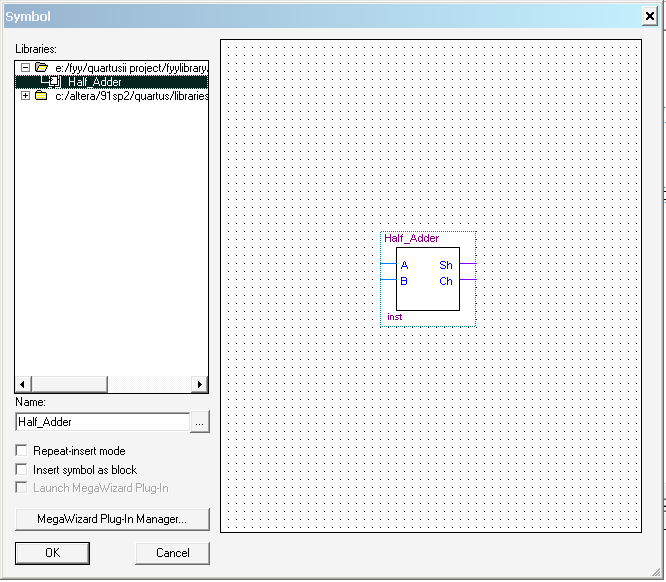 Symbol
Libraries:
e:/fyy/quartusii project/fyylibrary,
Half_Adder
c:/altera/91sp2/quartus/libraries
Name:
Half_Adder
...
Repeat-insert mode
Insert symbol as block
Launch MegaWizard Plug-In
MegaWizard Plug-In Manager...
OK
Cancel
Half_Adder
A Sh
B Ch
inst